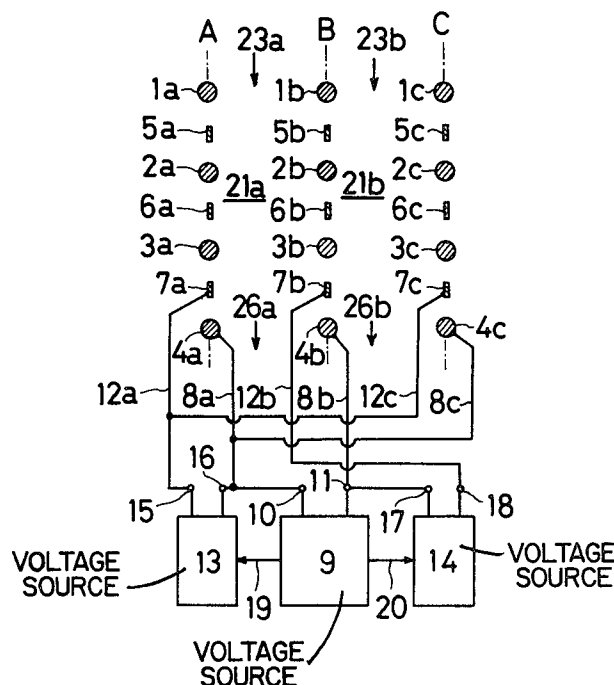 A B C
23a 23b
1a 1b 1c
5a 5b 5c
2a 2b 2c
21a 21b
6a 6b 6c
3a 3b 3c
7a 7b 7c
26a 26b
4a 4b 4c
12a 8a 12b 8b 12c 8c
16 11
15 10 17 18
VOLTAGE SOURCE 13 9 14 VOLTAGE SOURCE
19 20
VOLTAGE
SOURCE